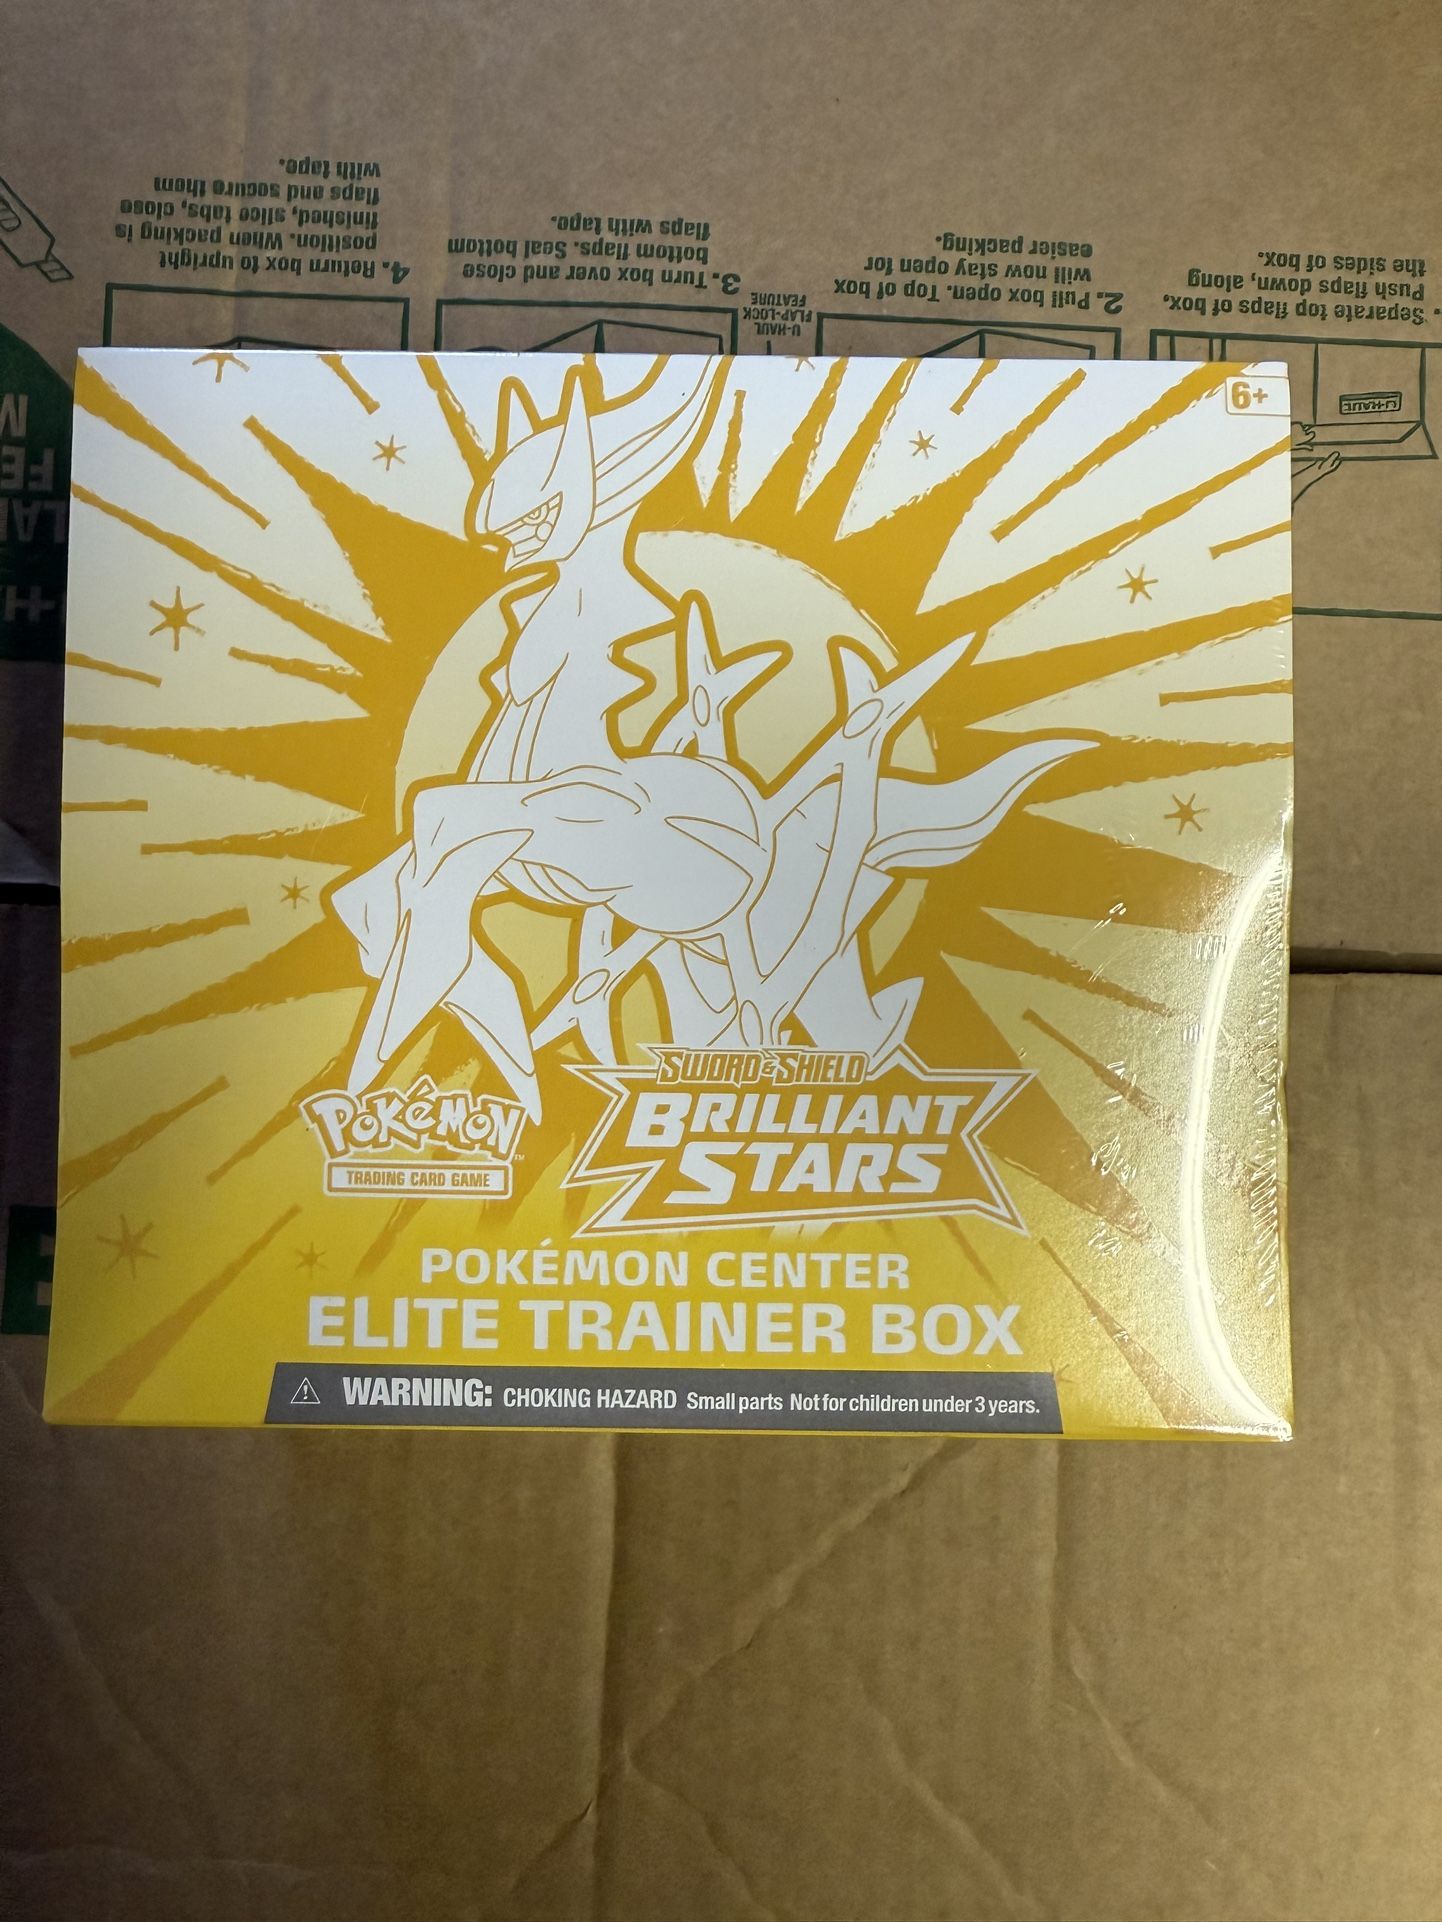 4. Return box to upright
position. When packing is
finished, slice tabs, close
flaps and secure them
with tape.
3. Turn box over and close
bottom flaps. Seal bottom
flaps with tape.
U-HAUL
FLAP-LOCK
FEATURE
2. Pull box open. Top of box
will now stay open for
easier packing.
Separate top flaps of box.
Push flaps down, along
the sides of box.
U-HAUL
6+
SWORD & SHIELD
BRILLIANT
STARS
POKéMON
TRADING CARD GAME
POKÉMON CENTER
ELITE TRAINER BOX
WARNING: CHOKING HAZARD Small parts Not for children under 3 years.